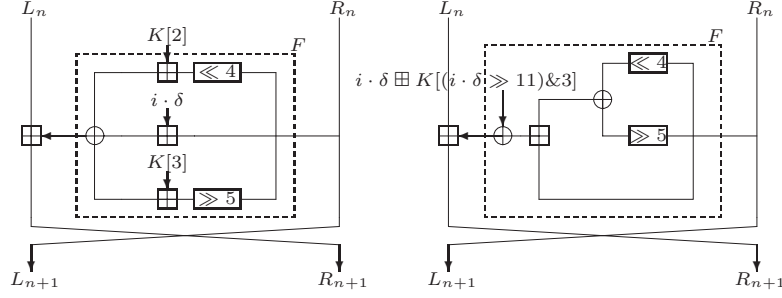 L_n R_n L_n R_n
K[2] F F
≪ 4 ≪ 4
i · δ i · δ ⊞ K[(i · δ ≫ 11)&3]
K[3] ≫ 5
≫ 5
L_{n+1} R_{n+1} L_{n+1} R_{n+1}